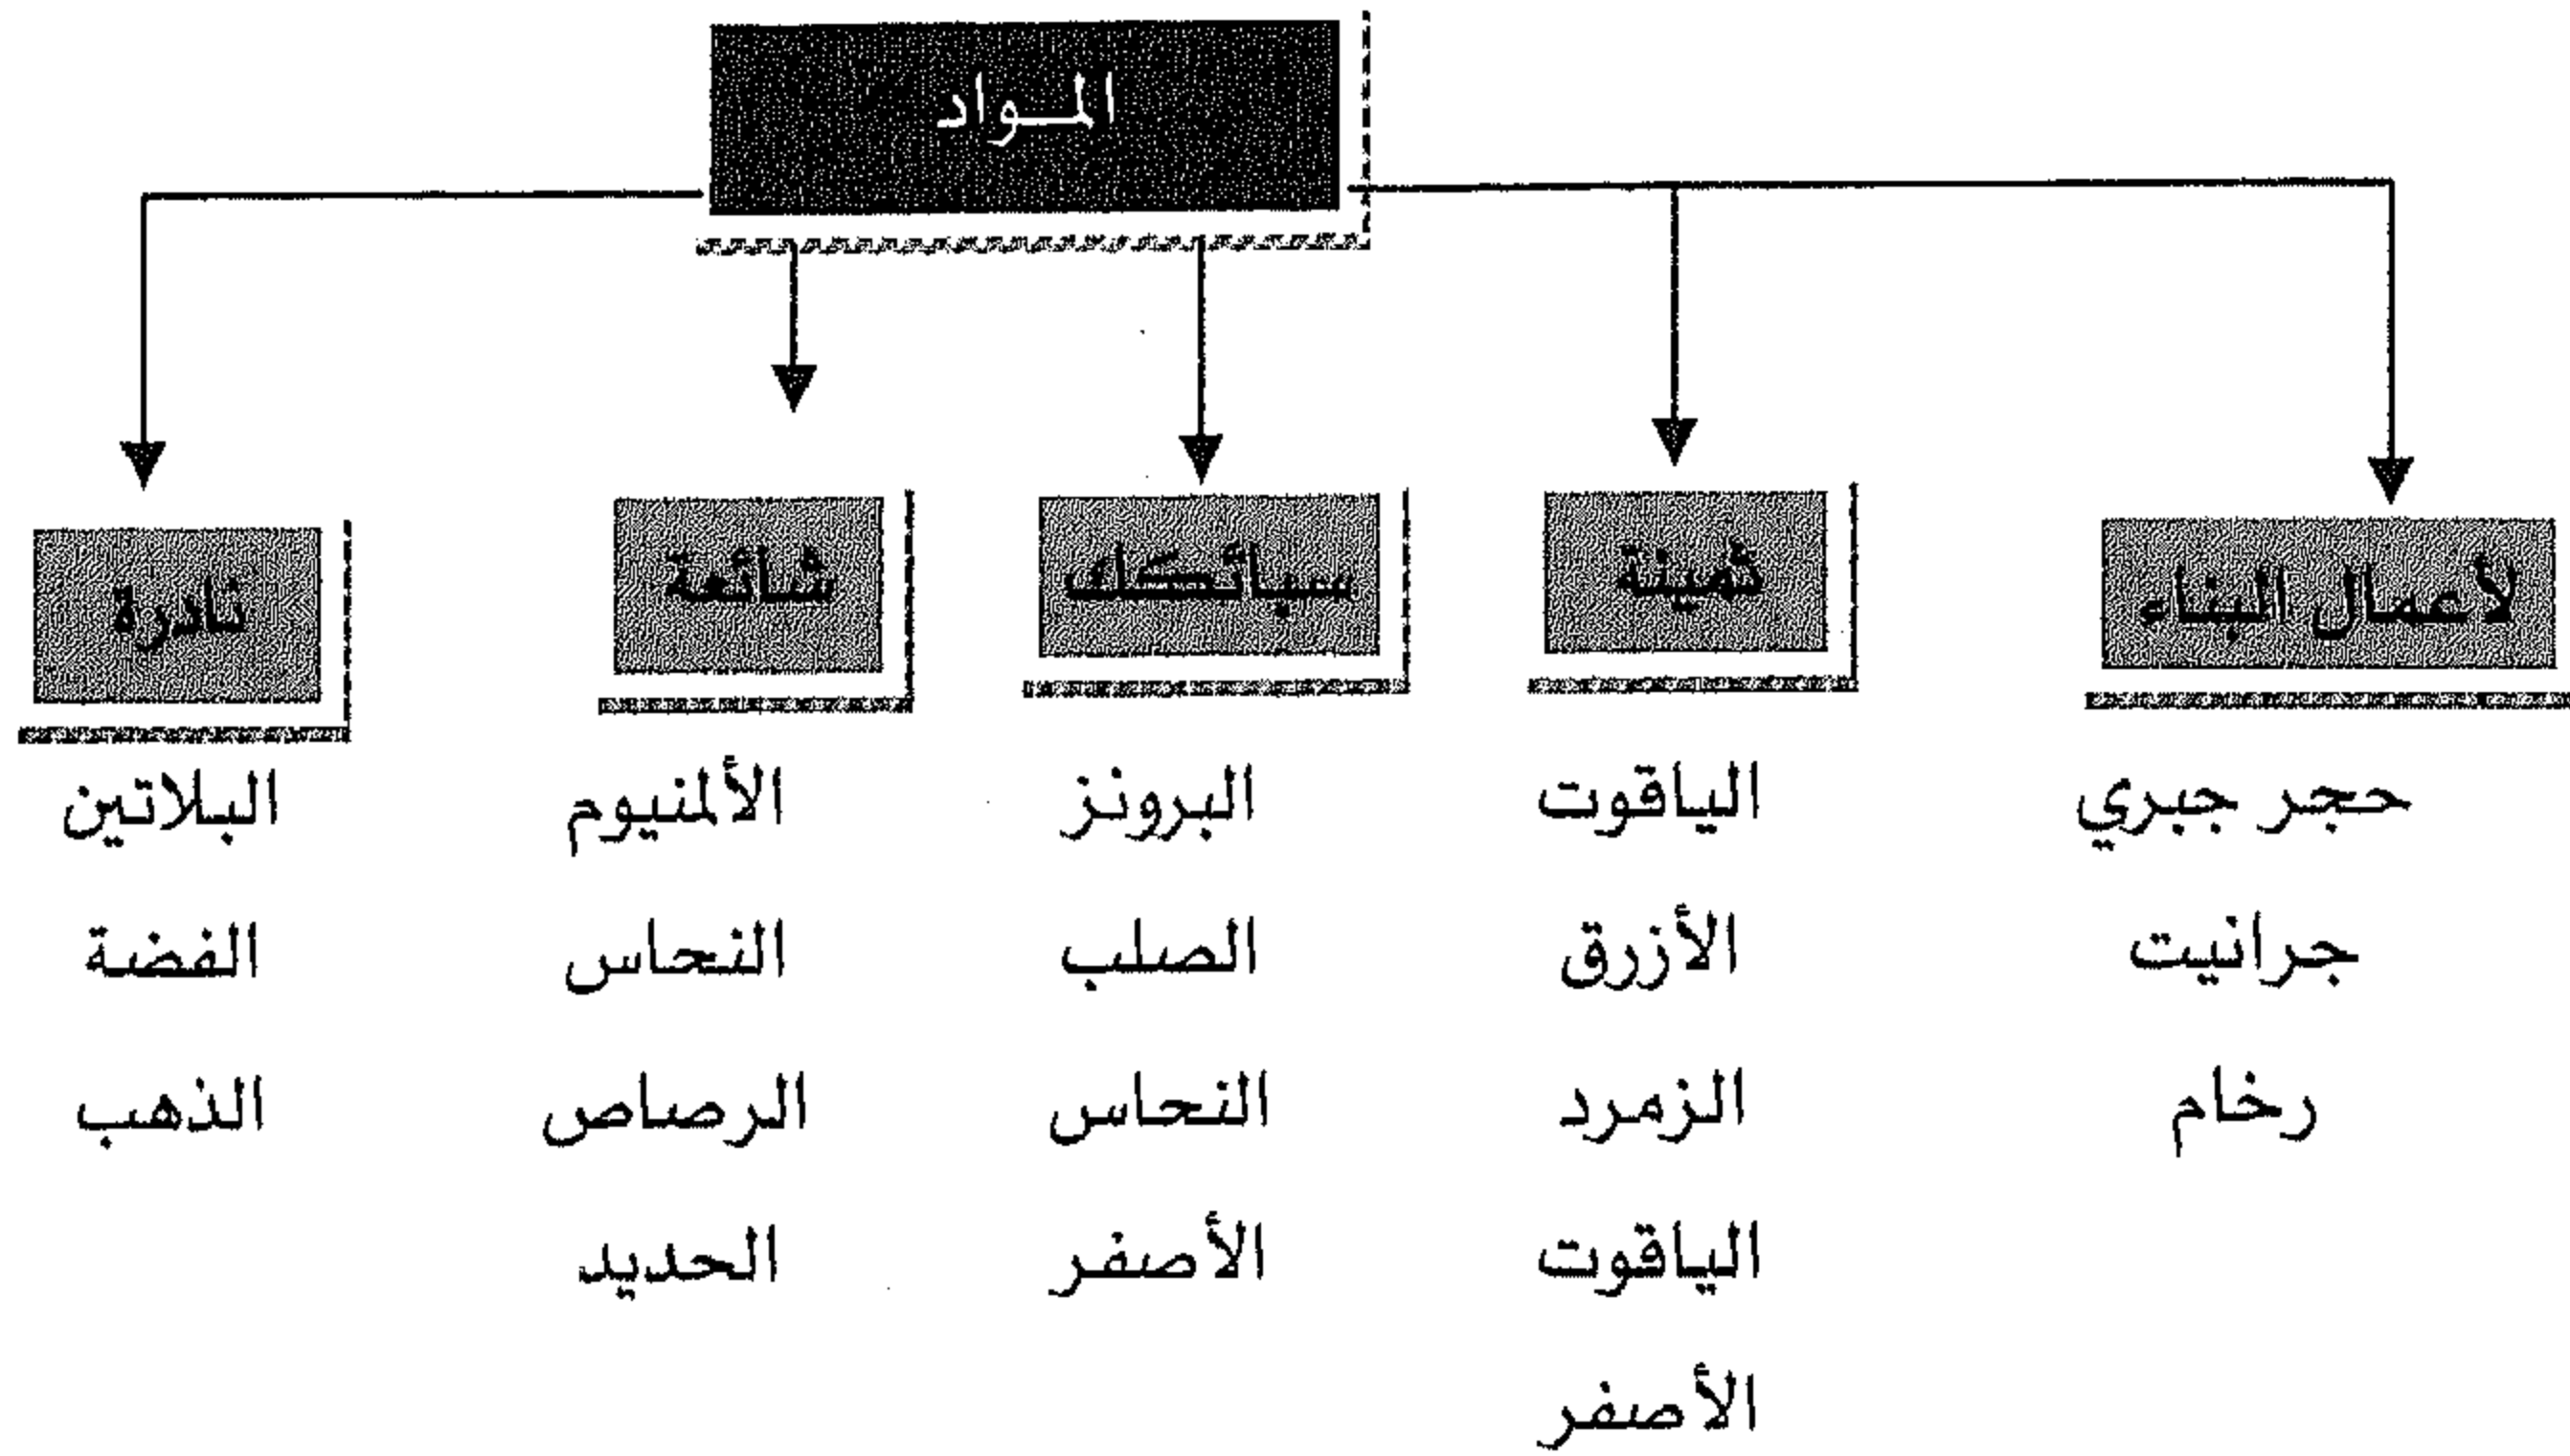 المواد
لأعمال البناء
حجر جبري
جرانيت
رخام
ثمينة
الياقوت
الأزرق
الزمرد
الياقوت
الأصفر
سبائك
البرونز
الصلب
النحاس
الأصفر
شائعة
الألمنيوم
النحاس
الرصاص
الحديد
نادرة
البلاتين
الفضة
الذهب